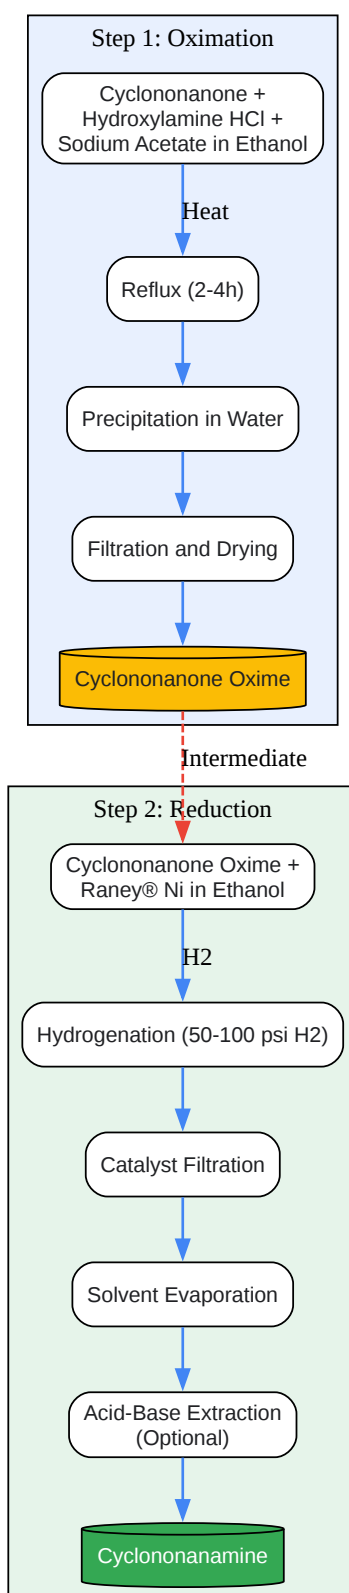 Step 1: Oximation
Cyclononanone +
Hydroxylamine HCl +
Sodium Acetate in Ethanol
Heat
Reflux (2-4h)
Precipitation in Water
Filtration and Drying
Cyclononanone Oxime
Intermediate
Step 2: Reduction
Cyclononanone Oxime +
Raney® Ni in Ethanol
H2
Hydrogenation (50-100 psi H2)
Catalyst Filtration
Solvent Evaporation
Acid-Base Extraction
(Optional)
Cyclononanamine